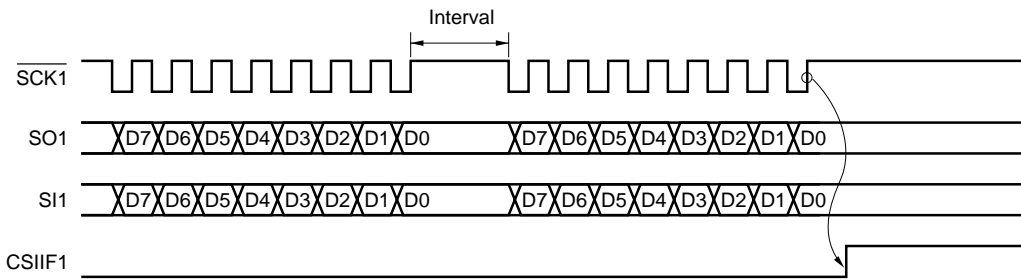 Interval
SCK1
SO1 D7 D6 D5 D4 D3 D2 D1 D0 D7 D6 D5 D4 D3 D2 D1 D0
SI1 D7 D6 D5 D4 D3 D2 D1 D0 D7 D6 D5 D4 D3 D2 D1 D0
CSIIF1